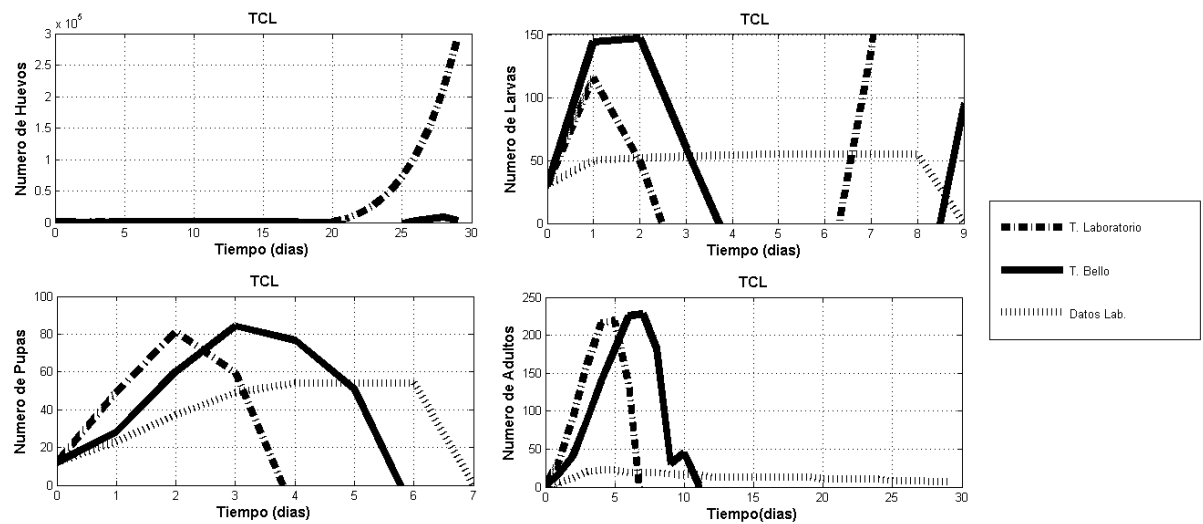 TCL
x 10^5
3
2.5
2
1.5
1
0.5
0
Numero de Huevos
0 5 10 15 20 25 30
Tiempo (dias)
TCL
150
100
50
0
Numero de Larvas
0 1 2 3 4 5 6 7 8 9
Tiempo (dias)
TCL
100
80
60
40
20
0
Numero de Pupas
0 1 2 3 4 5 6 7
Tiempo (dias)
TCL
250
200
150
100
50
0
Numero de Adultos
0 5 10 15 20 25 30
Tiempo(dias)
T. Laboratorio
T. Bello
Datos Lab.